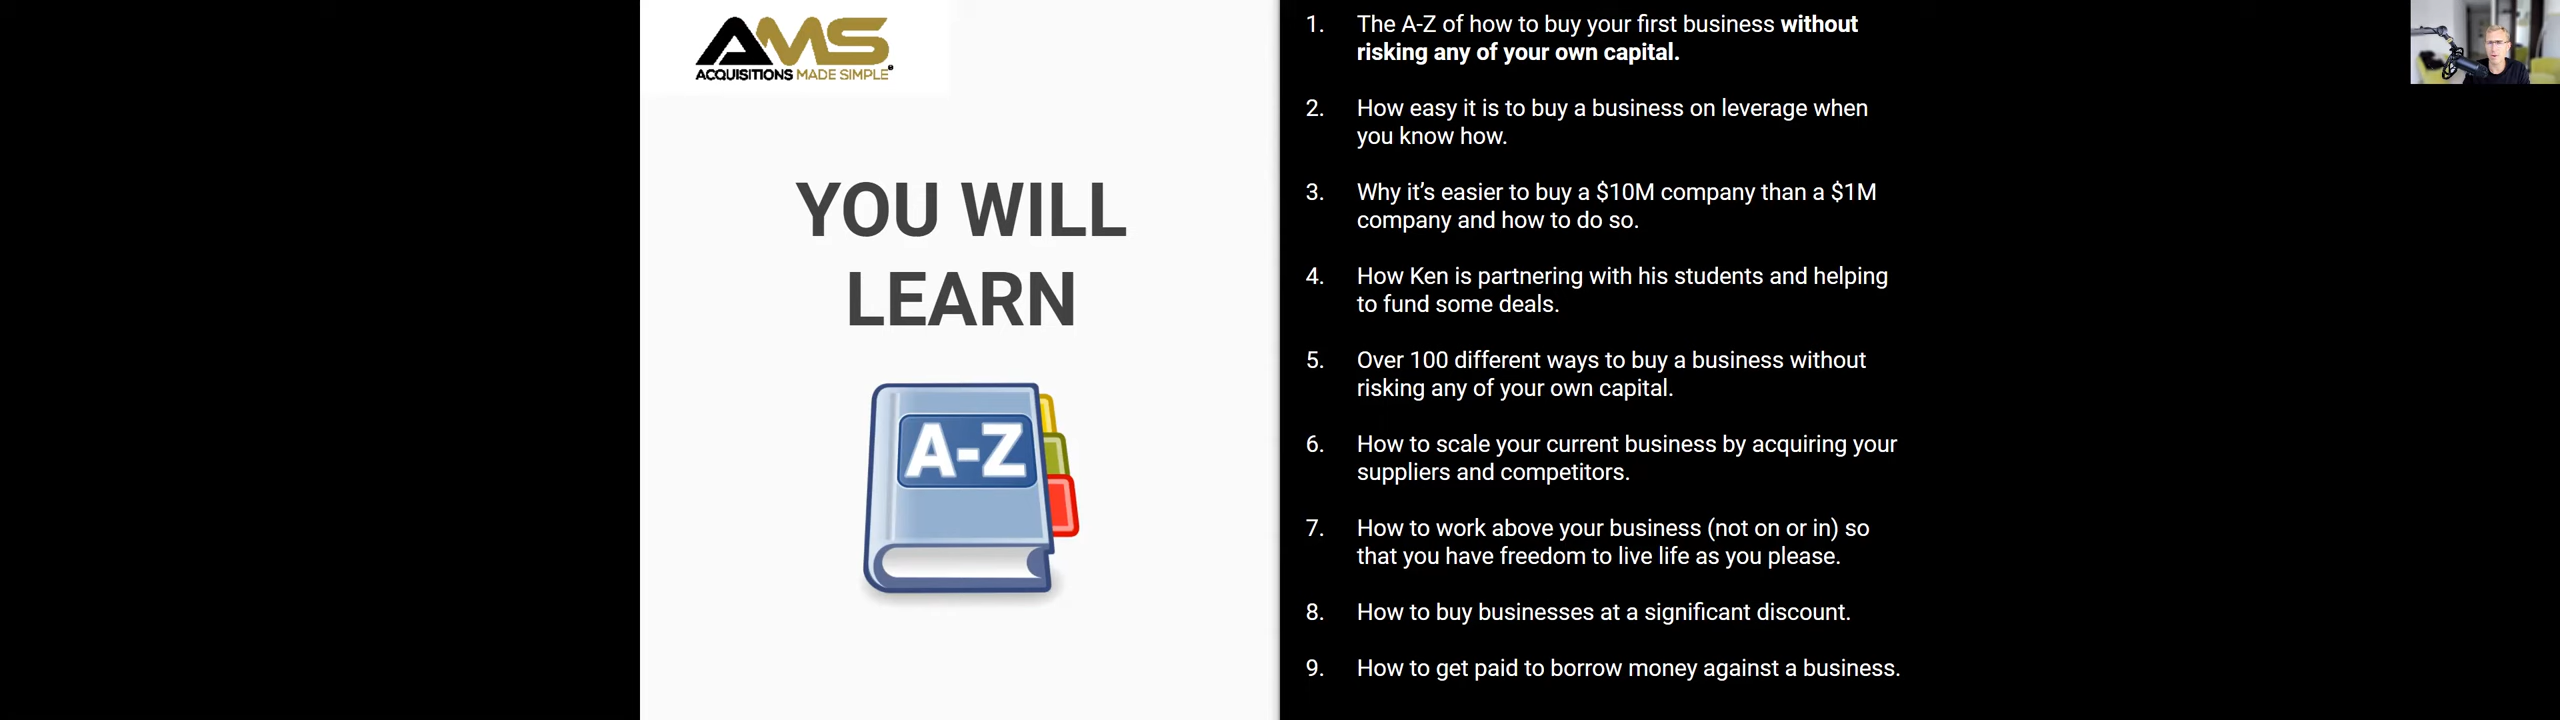 AMS
ACQUISITIONS MADE SIMPLE
YOU WILL
LEARN
A-Z
1. The A-Z of how to buy your first business without
risking any of your own capital.
2. How easy it is to buy a business on leverage when
you know how.
3. Why it’s easier to buy a $10M company than a $1M
company and how to do so.
4. How Ken is partnering with his students and helping
to fund some deals.
5. Over 100 different ways to buy a business without
risking any of your own capital.
6. How to scale your current business by acquiring your
suppliers and competitors.
7. How to work above your business (not on or in) so
that you have freedom to live life as you please.
8. How to buy businesses at a significant discount.
9. How to get paid to borrow money against a business.